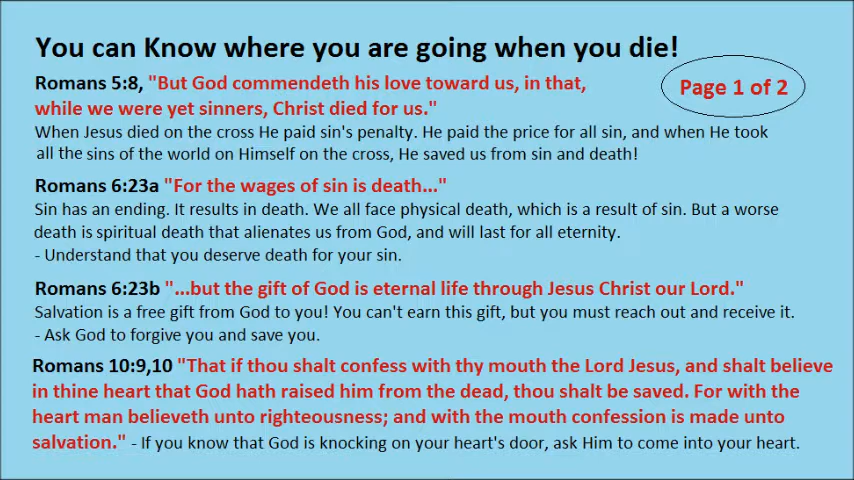 You can Know where you are going when you die!
Romans 5:8, "But God commendeth his love toward us, in that,
Page 1 of 2
while we were yet sinners, Christ died for us."
When Jesus died on the cross He paid sin's penalty. He paid the price for all sin, and when He took
all the sins of the world on Himself on the cross, He saved us from sin and death!
Romans 6:23a "For the wages of sin is death..."
Sin has an ending. It results in death. We all face physical death, which is a result of sin. But a worse
death is spiritual death that alienates us from God, and will last for all eternity.
- Understand that you deserve death for your sin.
Romans 6:23b "...but the gift of God is eternal life through Jesus Christ our Lord."
Salvation is a free gift from God to you! You can't earn this gift, but you must reach out and receive it.
- Ask God to forgive you and save you.
Romans 10:9,10 "That if thou shalt confess with thy mouth the Lord Jesus, and shalt believe
in thine heart that God hath raised him from the dead, thou shalt be saved. For with the
heart man believeth unto righteousness; and with the mouth confession is made unto
salvation." - If you know that God is knocking on your heart's door, ask Him to come into your heart.